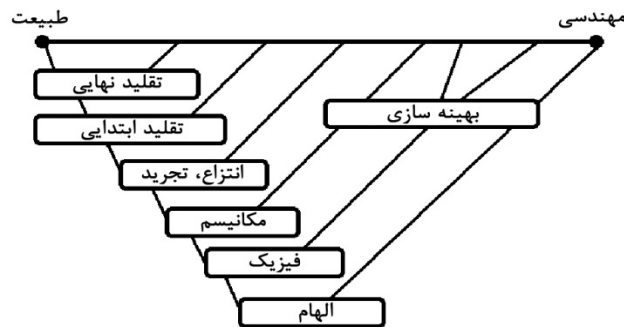 مهندسی
طبیعت
تقلید نهایی
تقلید ابتدایی
بهینه سازی
انتزاع، تجرید
مکانیسم
فیزیک
الهام